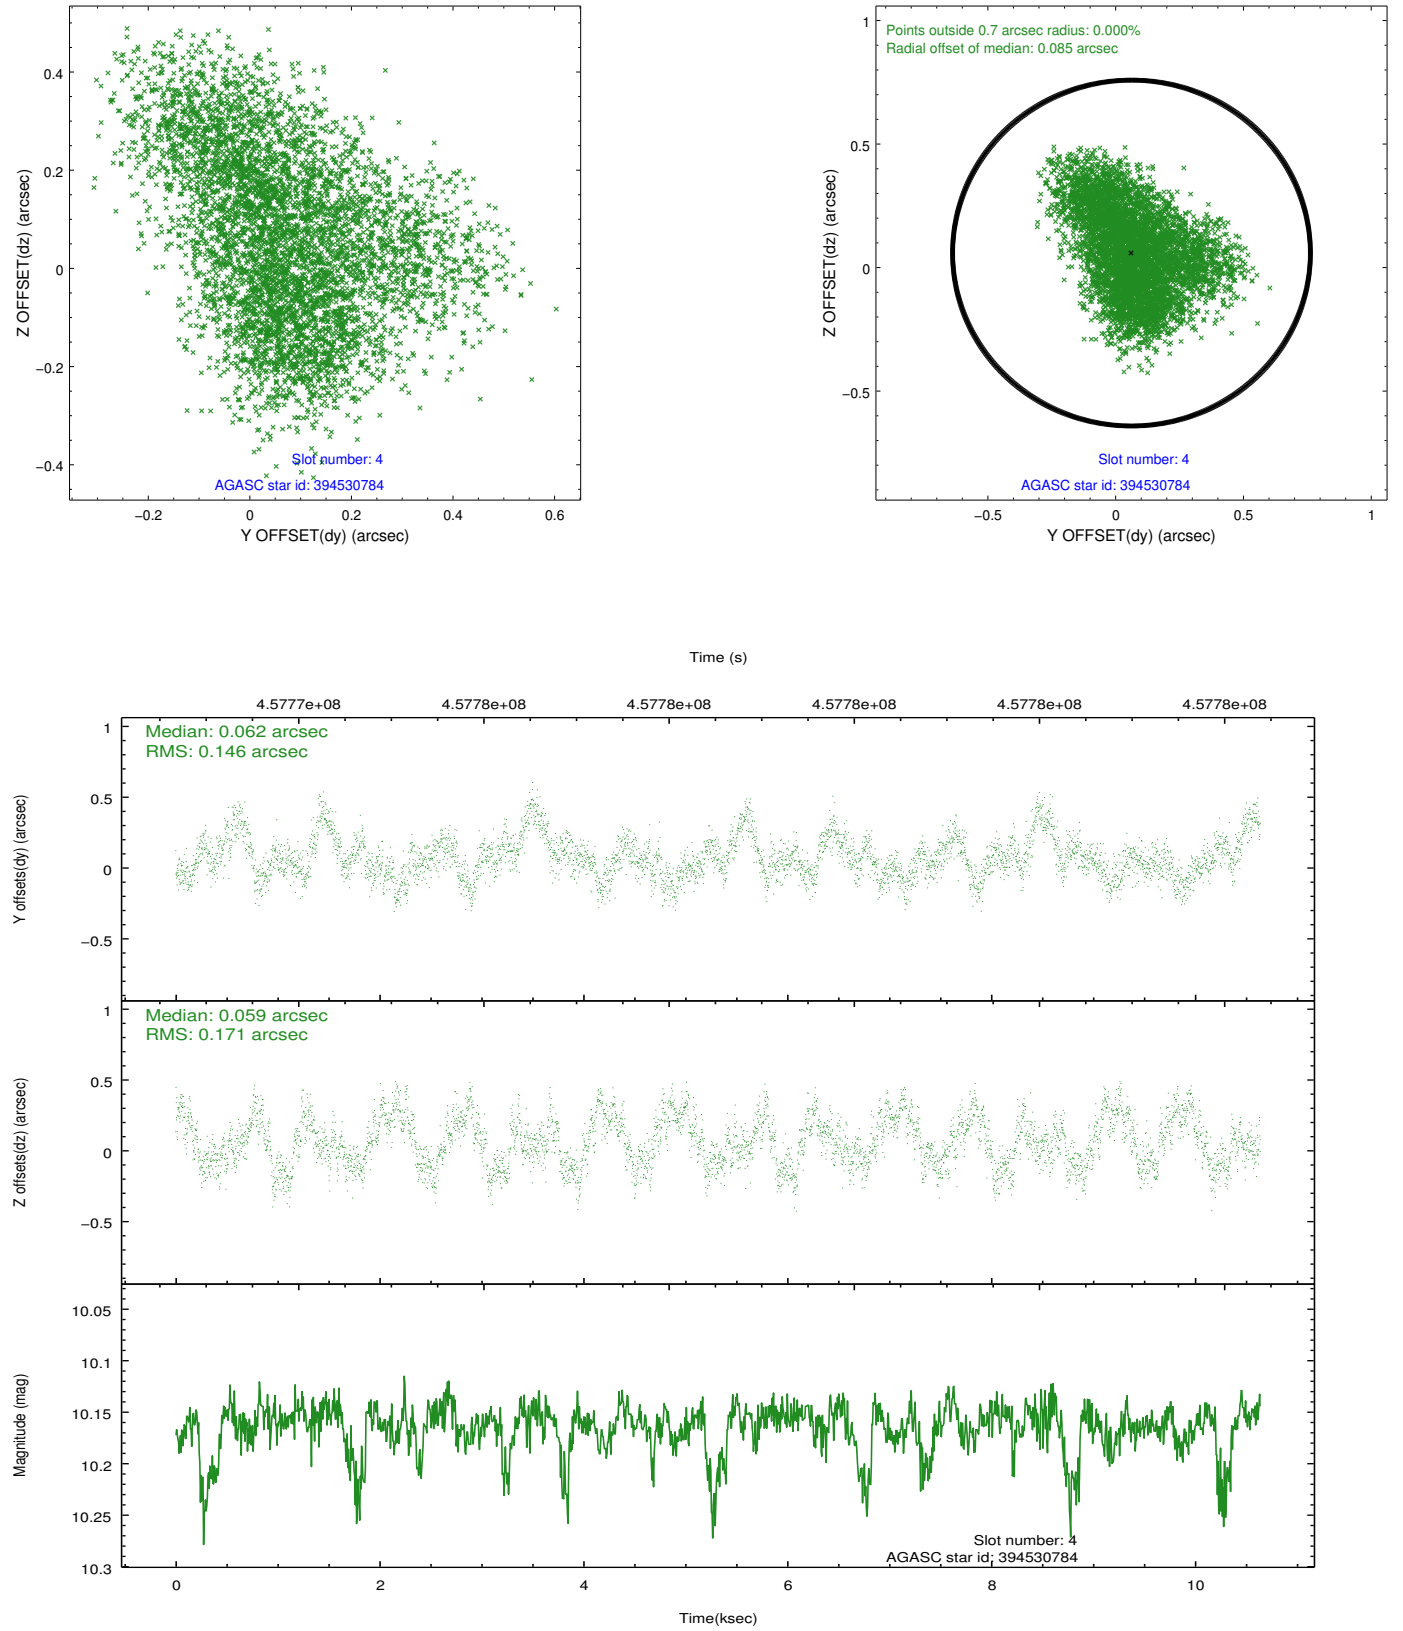 0.4
0.2
0
−0.2
−0.4
Z OFFSET(dz) (arcsec)
Slot number: 4
AGASC star id: 394530784
−0.2
0
0.2
0.4
0.6
Y OFFSET(dy) (arcsec)
Points outside 0.7 arcsec radius: 0.000%
Radial offset of median: 0.085 arcsec
1
0.5
0
−0.5
Z OFFSET(dz) (arcsec)
Slot number: 4
AGASC star id: 394530784
−0.5
0
0.5
1
Y OFFSET(dy) (arcsec)
Time (s)
4.5777e+08
4.5778e+08
4.5778e+08
4.5778e+08
4.5778e+08
4.5778e+08
Median: 0.062 arcsec
RMS: 0.146 arcsec
1
0.5
0
−0.5
Y offsets(dy) (arcsec)
Median: 0.059 arcsec
RMS: 0.171 arcsec
1
0.5
0
−0.5
Z offsets(dz) (arcsec)
10.05
10.1
10.15
10.2
10.25
10.3
Magnitude (mag)
Slot number: 4
AGASC star id: 394530784
0
2
4
6
8
10
Time(ksec)